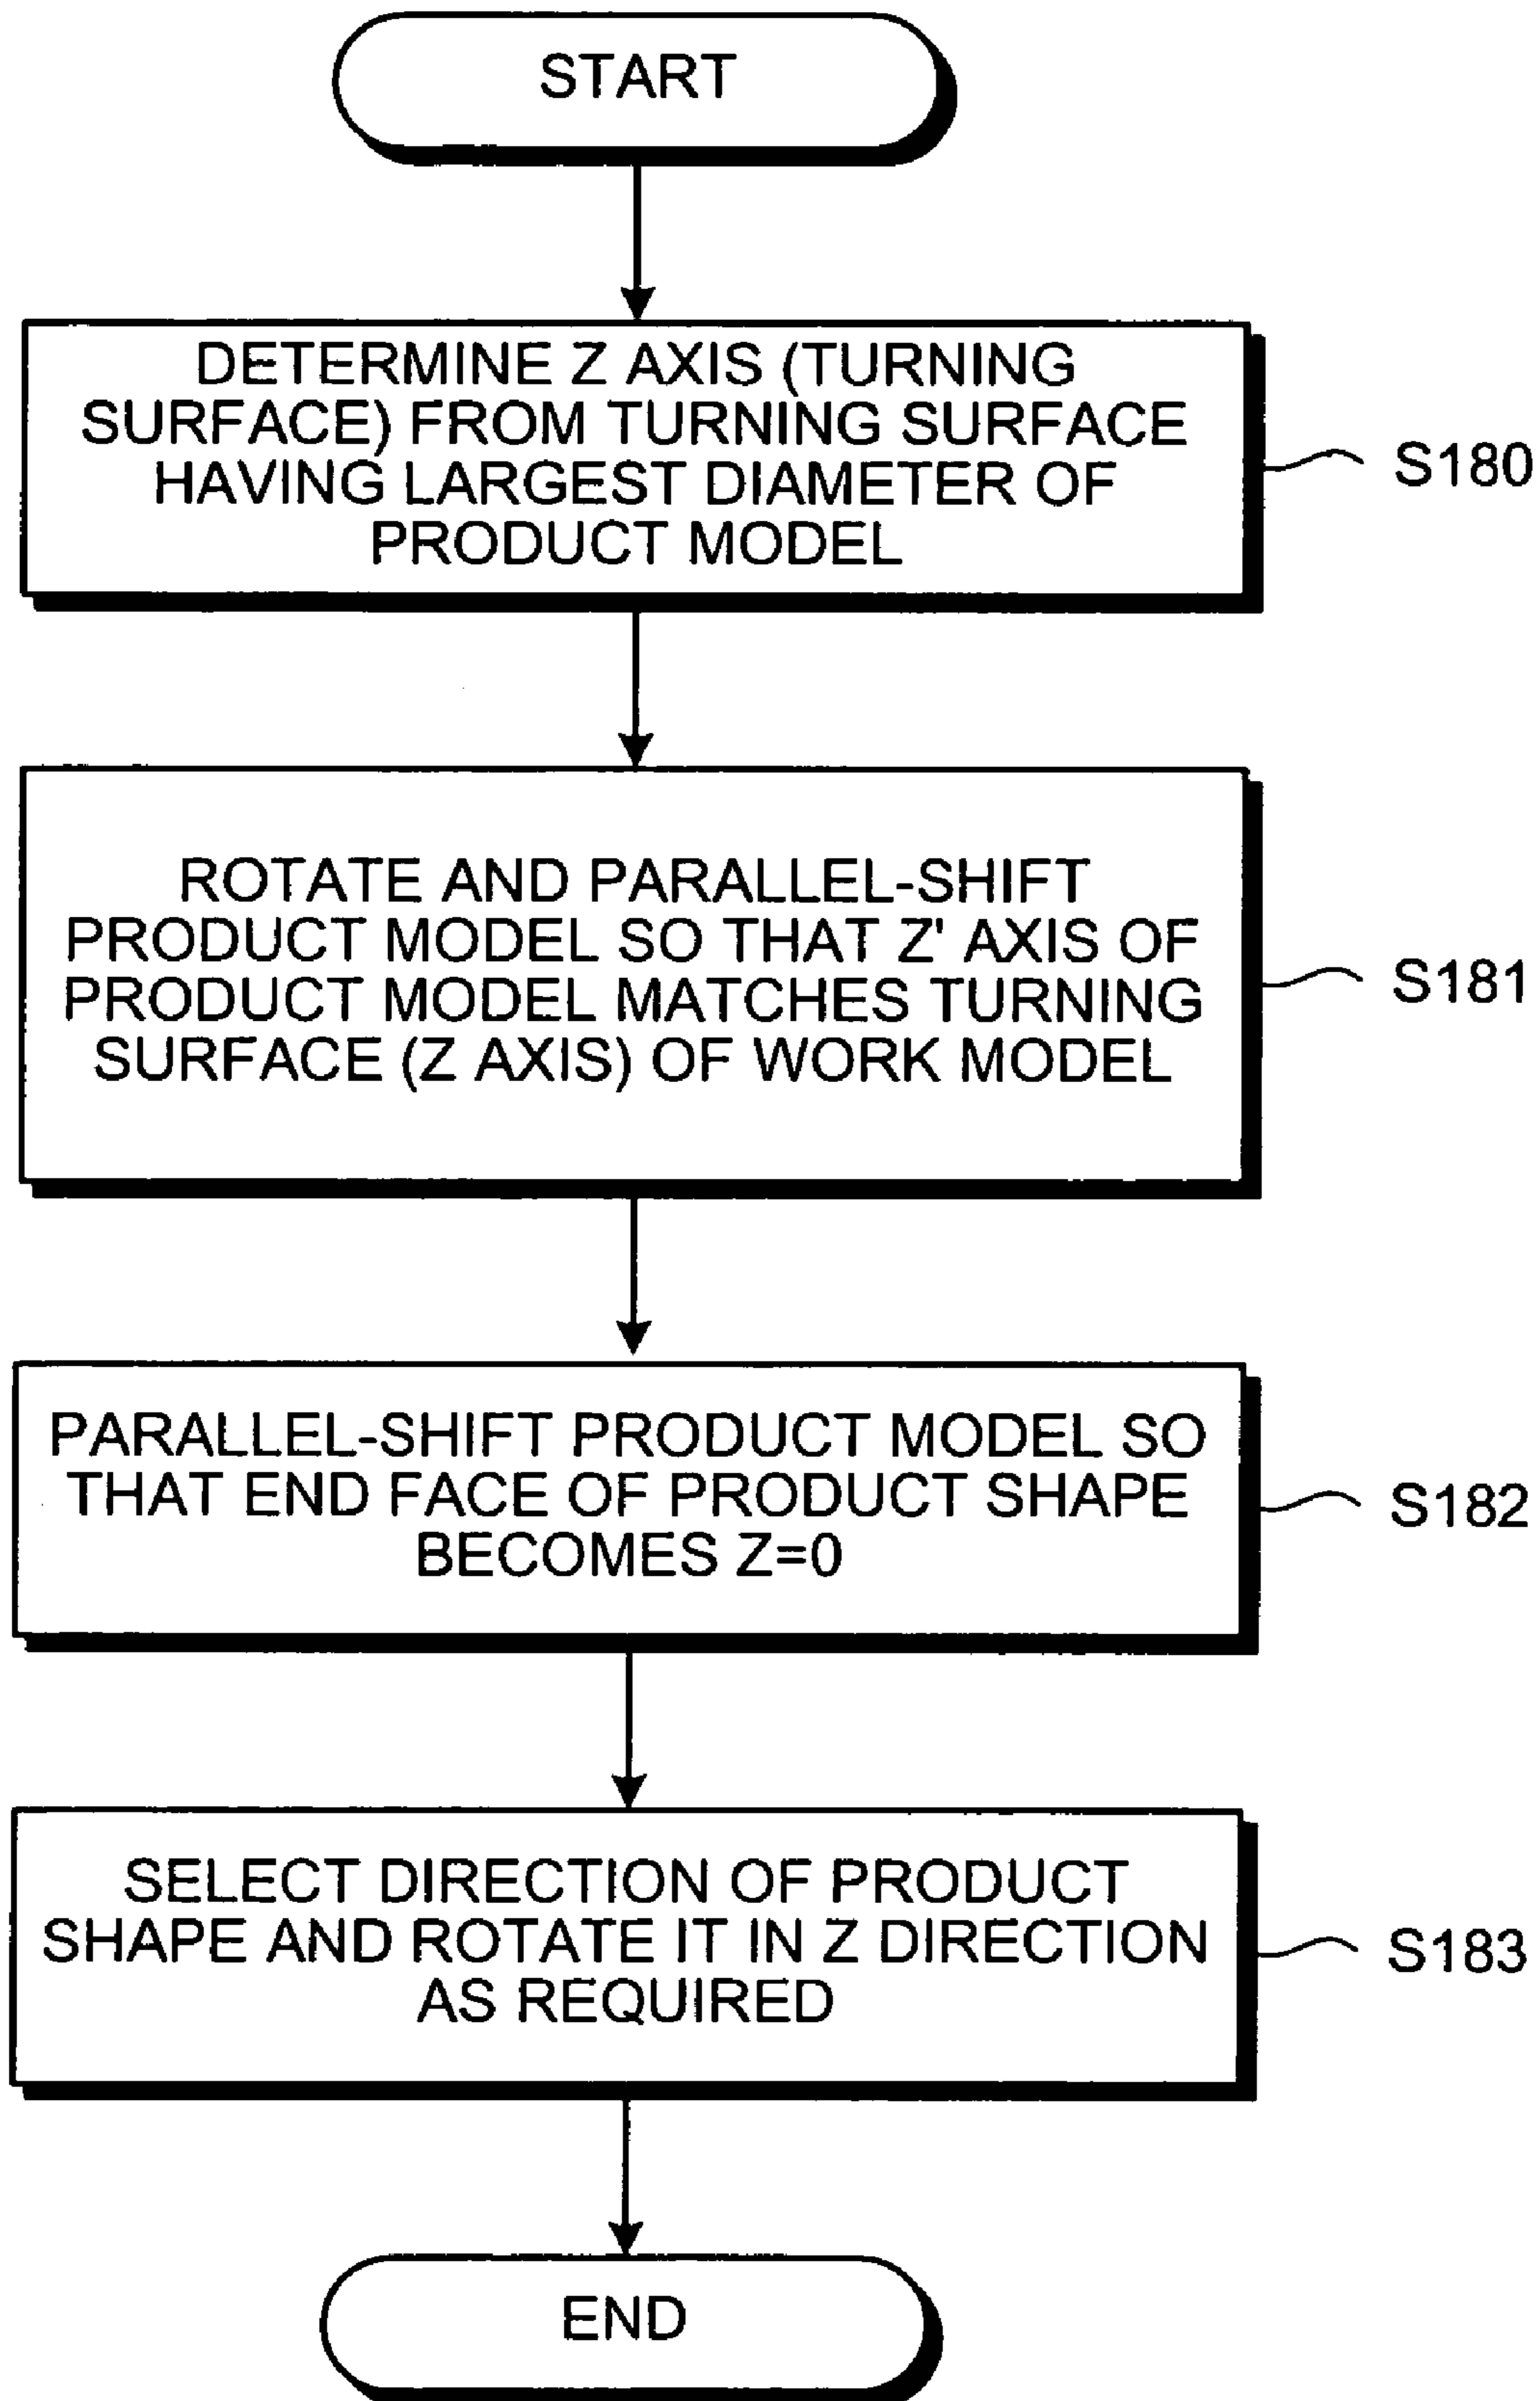 START
DETERMINE Z AXIS (TURNING
SURFACE) FROM TURNING SURFACE
HAVING LARGEST DIAMETER OF
PRODUCT MODEL
S180
ROTATE AND PARALLEL-SHIFT
PRODUCT MODEL SO THAT Z' AXIS OF
PRODUCT MODEL MATCHES TURNING
SURFACE (Z AXIS) OF WORK MODEL
S181
PARALLEL-SHIFT PRODUCT MODEL SO
THAT END FACE OF PRODUCT SHAPE
BECOMES Z=0
S182
SELECT DIRECTION OF PRODUCT
SHAPE AND ROTATE IT IN Z DIRECTION
AS REQUIRED
S183
END